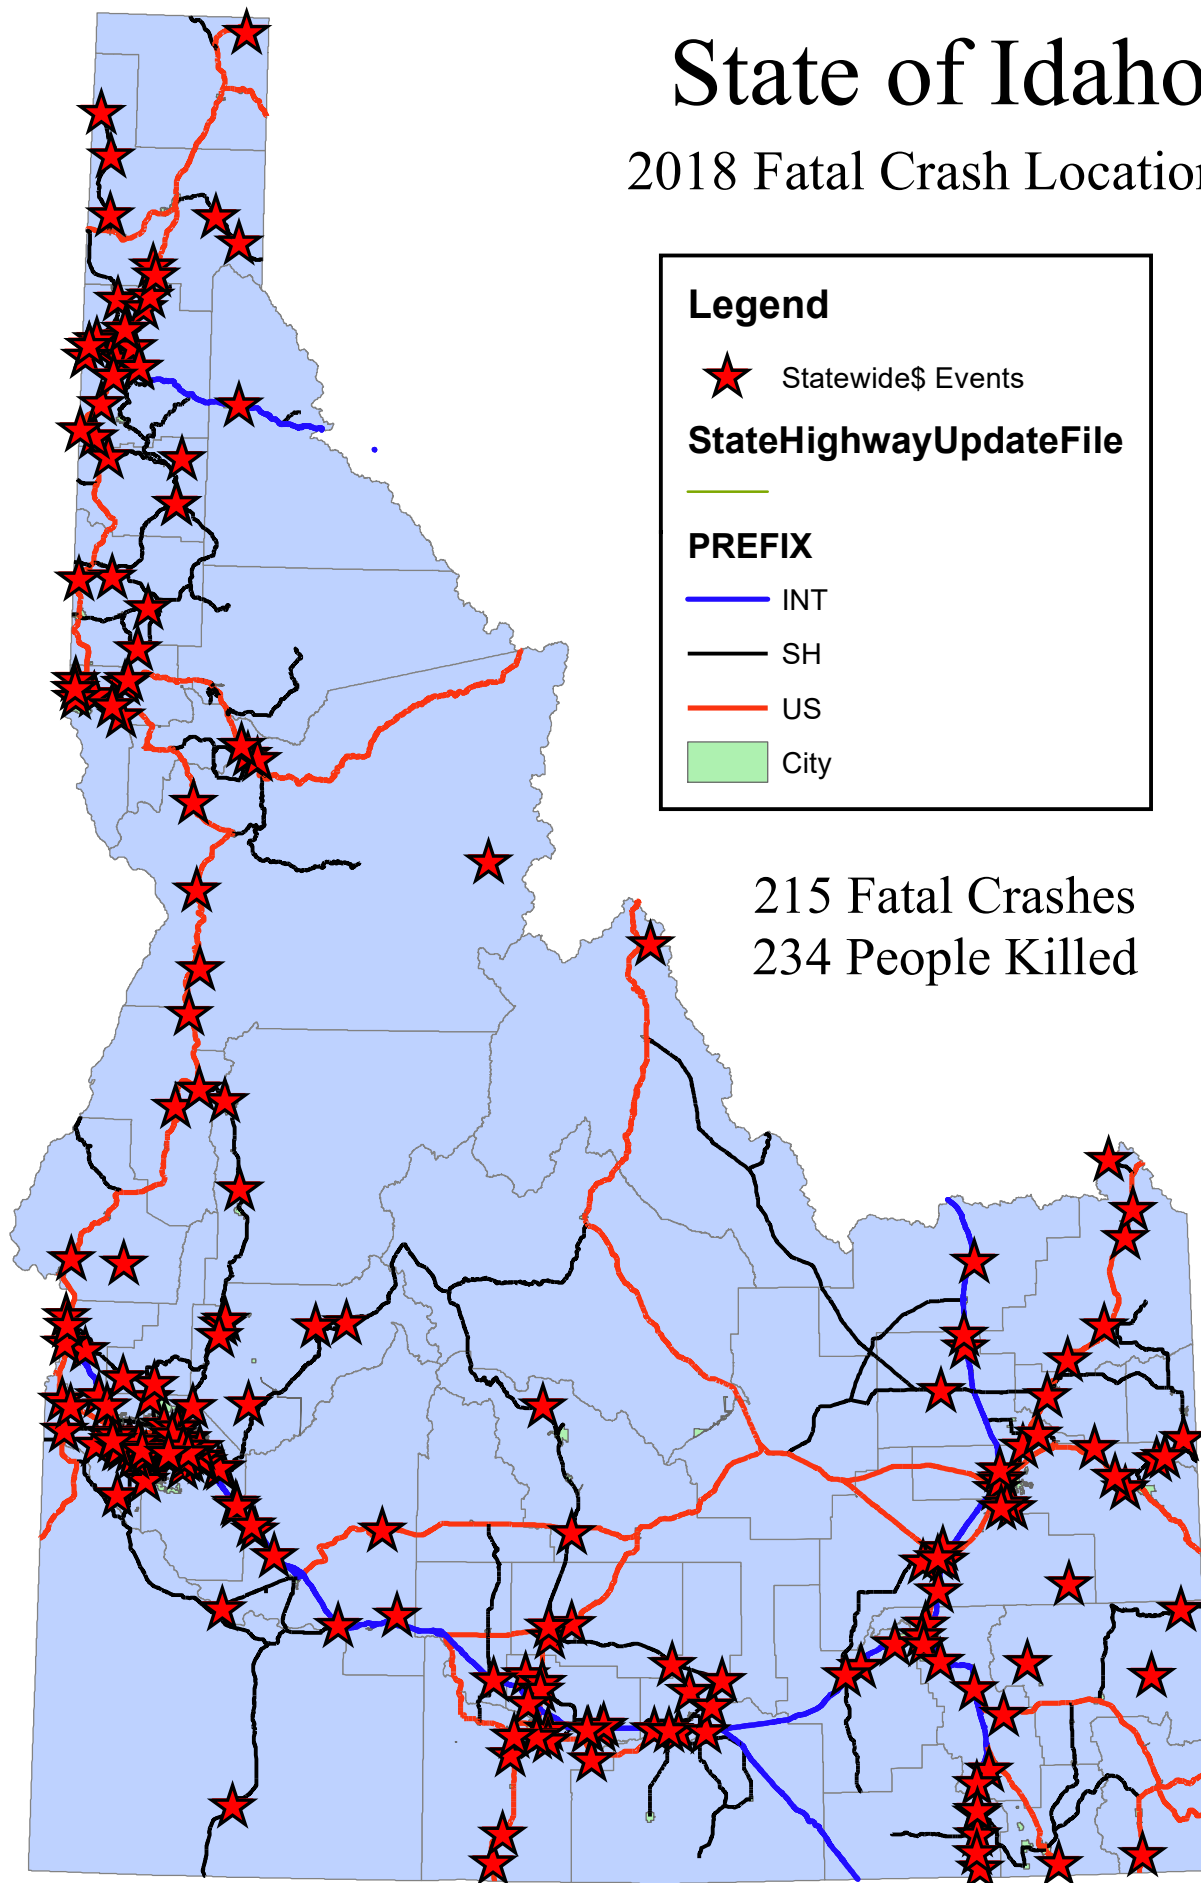 State of Idaho
2018 Fatal Crash Location
Legend
Statewide$ Events
StateHighwayUpdateFile
PREFIX
INT
SH
US
City
215 Fatal Crashes
234 People Killed